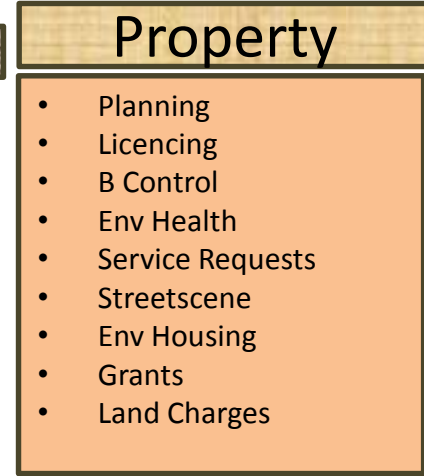 Property
• Planning
• Licencing
• B Control
• Env Health
• Service Requests
• Streetscene
• Env Housing
• Grants
• Land Charges